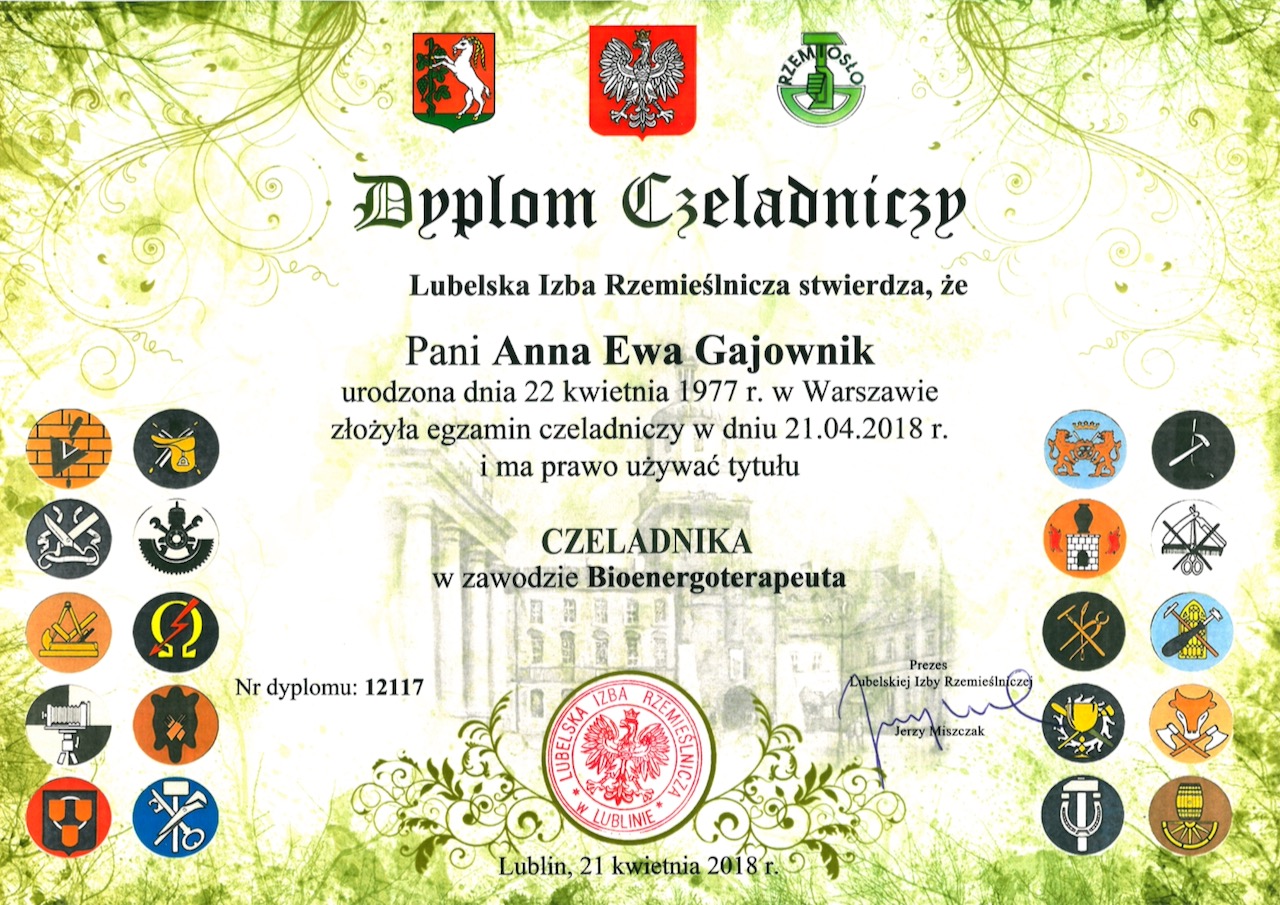 RZEMIOSŁO
Dyplom Czeladniczy
Lubelska Izba Rzemieślnicza stwierdza, że
Pani Anna Ewa Gajownik
urodzona dnia 22 kwietnia 1977 r. w Warszawie
złożyła egzamin czeladniczy w dniu 21.04.2018 r.
i ma prawo używać tytułu
CZELADNIKA
w zawodzie Bioenergoterapeuta
Nr dyplomu: 12117
Prezes
Lubelskiej Izby Rzemieślniczej
Jerzy Miszczak
LUBELSKA IZBA RZEMIEŚLNICZA
* W LUBLINIE *
Lublin, 21 kwietnia 2018 r.